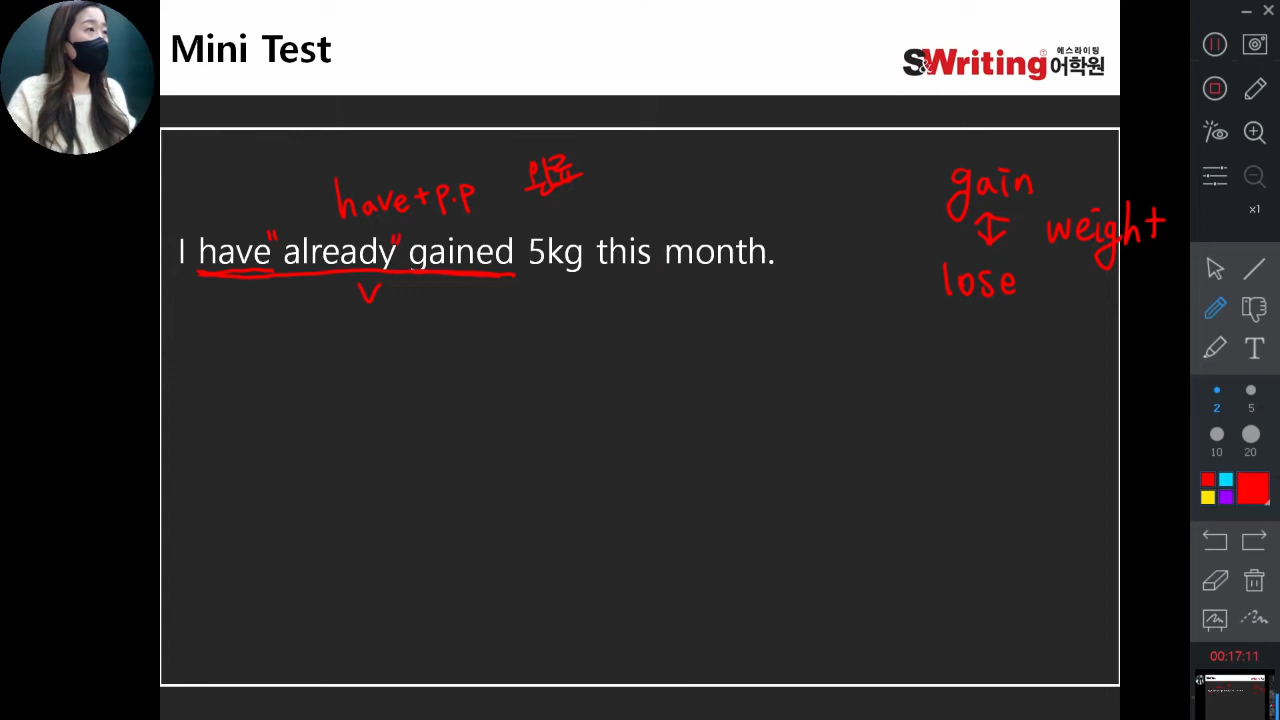 Mini Test
에스라이팅
S&Writing어학원
have+p.p 완료
I have "already" gained 5kg this month.
V
gain
weight
lose
x1
T
2 5
10 20
00:17:11